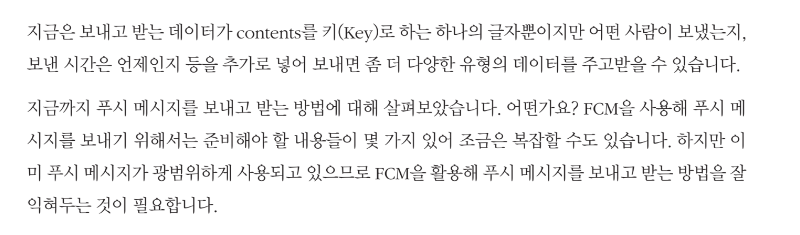 지금은 보내고 받는 데이터가 contents를 키(Key)로 하는 하나의 글자뿐이지만 어떤 사람이 보냈는지,
보낸 시간은 언제인지 등을 추가로 넣어 보내면 좀 더 다양한 유형의 데이터를 주고받을 수 있습니다.
지금까지 푸시 메시지를 보내고 받는 방법에 대해 살펴보았습니다. 어떤가요? FCM을 사용해 푸시 메
시지를 보내기 위해서는 준비해야 할 내용들이 몇 가지 있어 조금은 복잡할 수도 있습니다. 하지만 이
미 푸시 메시지가 광범위하게 사용되고 있으므로 FCM을 활용해 푸시 메시지를 보내고 받는 방법을 잘
익혀두는 것이 필요합니다.